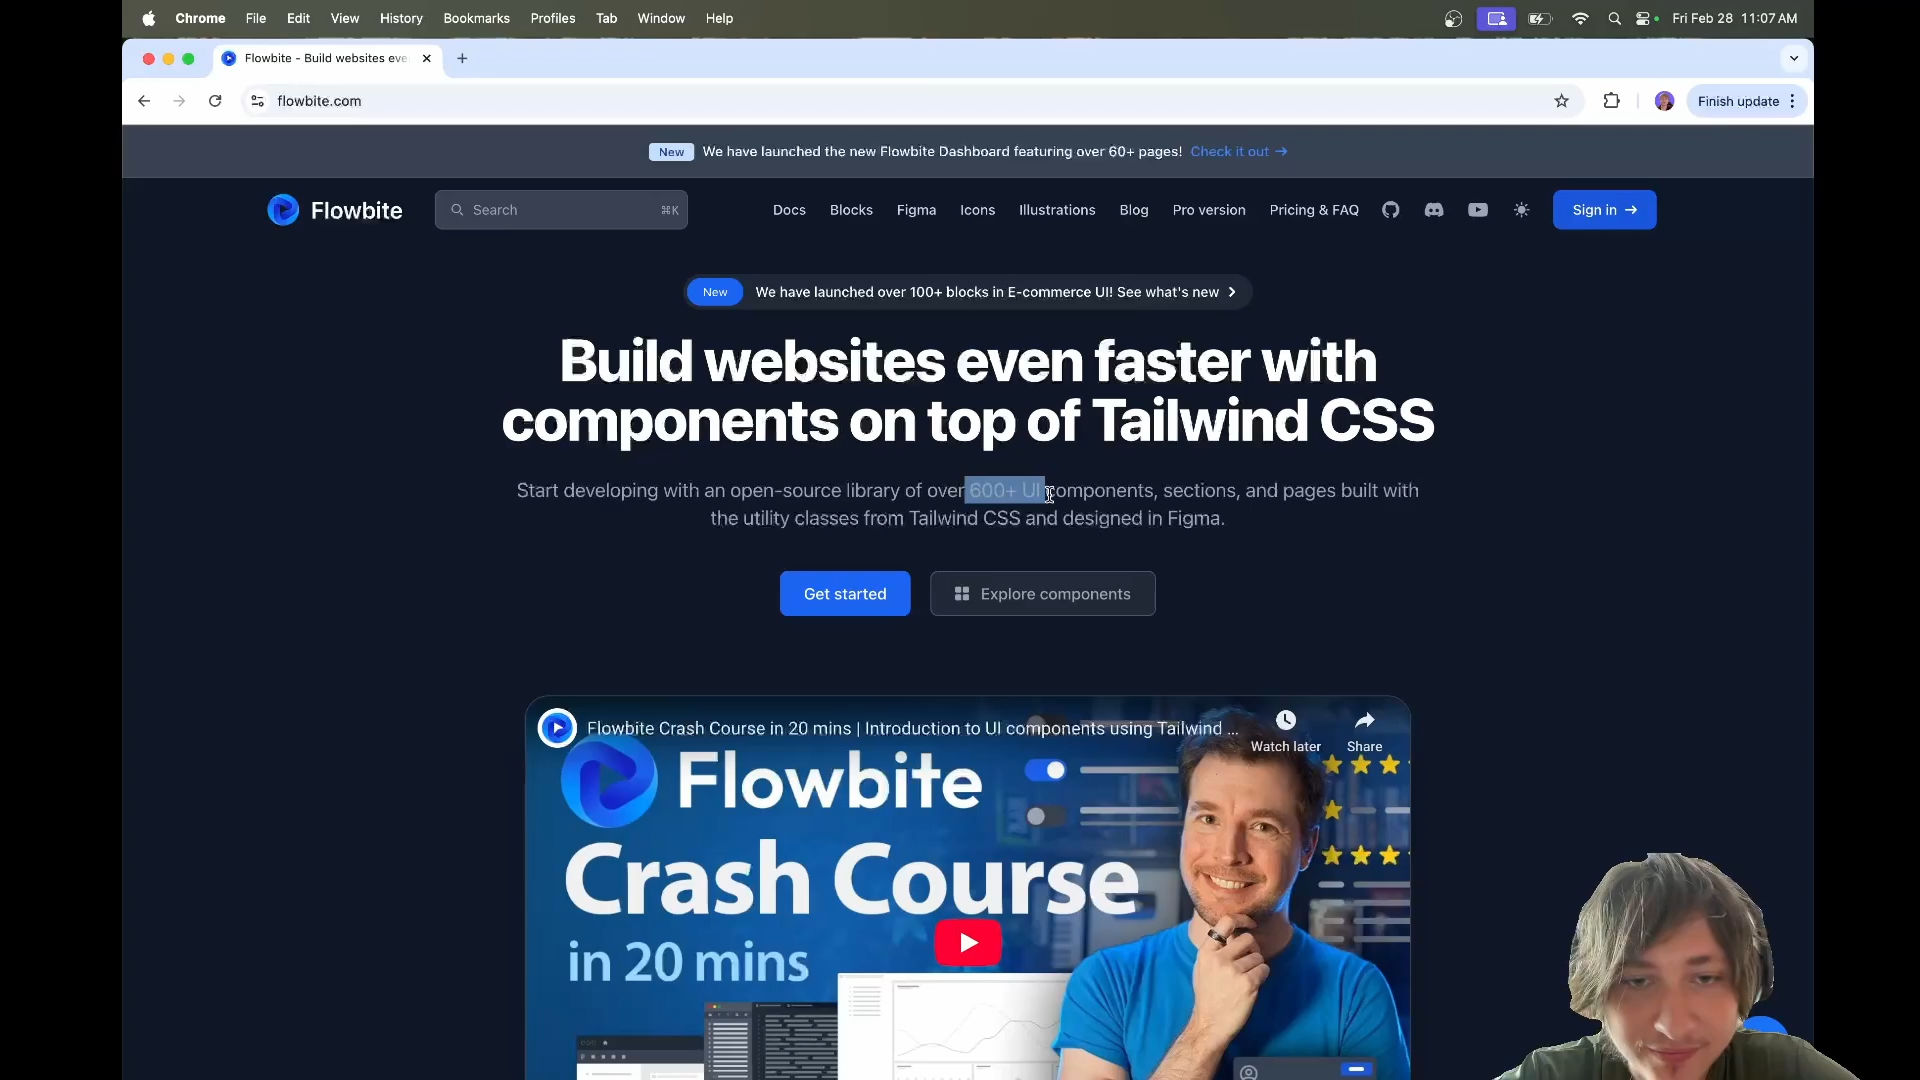 Chrome File Edit View History Bookmarks Profiles Tab Window Help Fri Feb 28 11:07 AM
Flowbite - Build websites eve
flowbite.com Finish update
New We have launched the new Flowbite Dashboard featuring over 60+ pages! Check it out →
Flowbite Search ⌘K Docs Blocks Figma Icons Illustrations Blog Pro version Pricing & FAQ Sign in →
New We have launched over 100+ blocks in E-commerce UI! See what's new
Build websites even faster with
components on top of Tailwind CSS
Start developing with an open-source library of over 600+ UI components, sections, and pages built with
the utility classes from Tailwind CSS and designed in Figma.
Get started Explore components
Flowbite Crash Course in 20 mins | Introduction to UI components using Tailwind ...
Watch later Share
Flowbite
Crash Course
in 20 mins